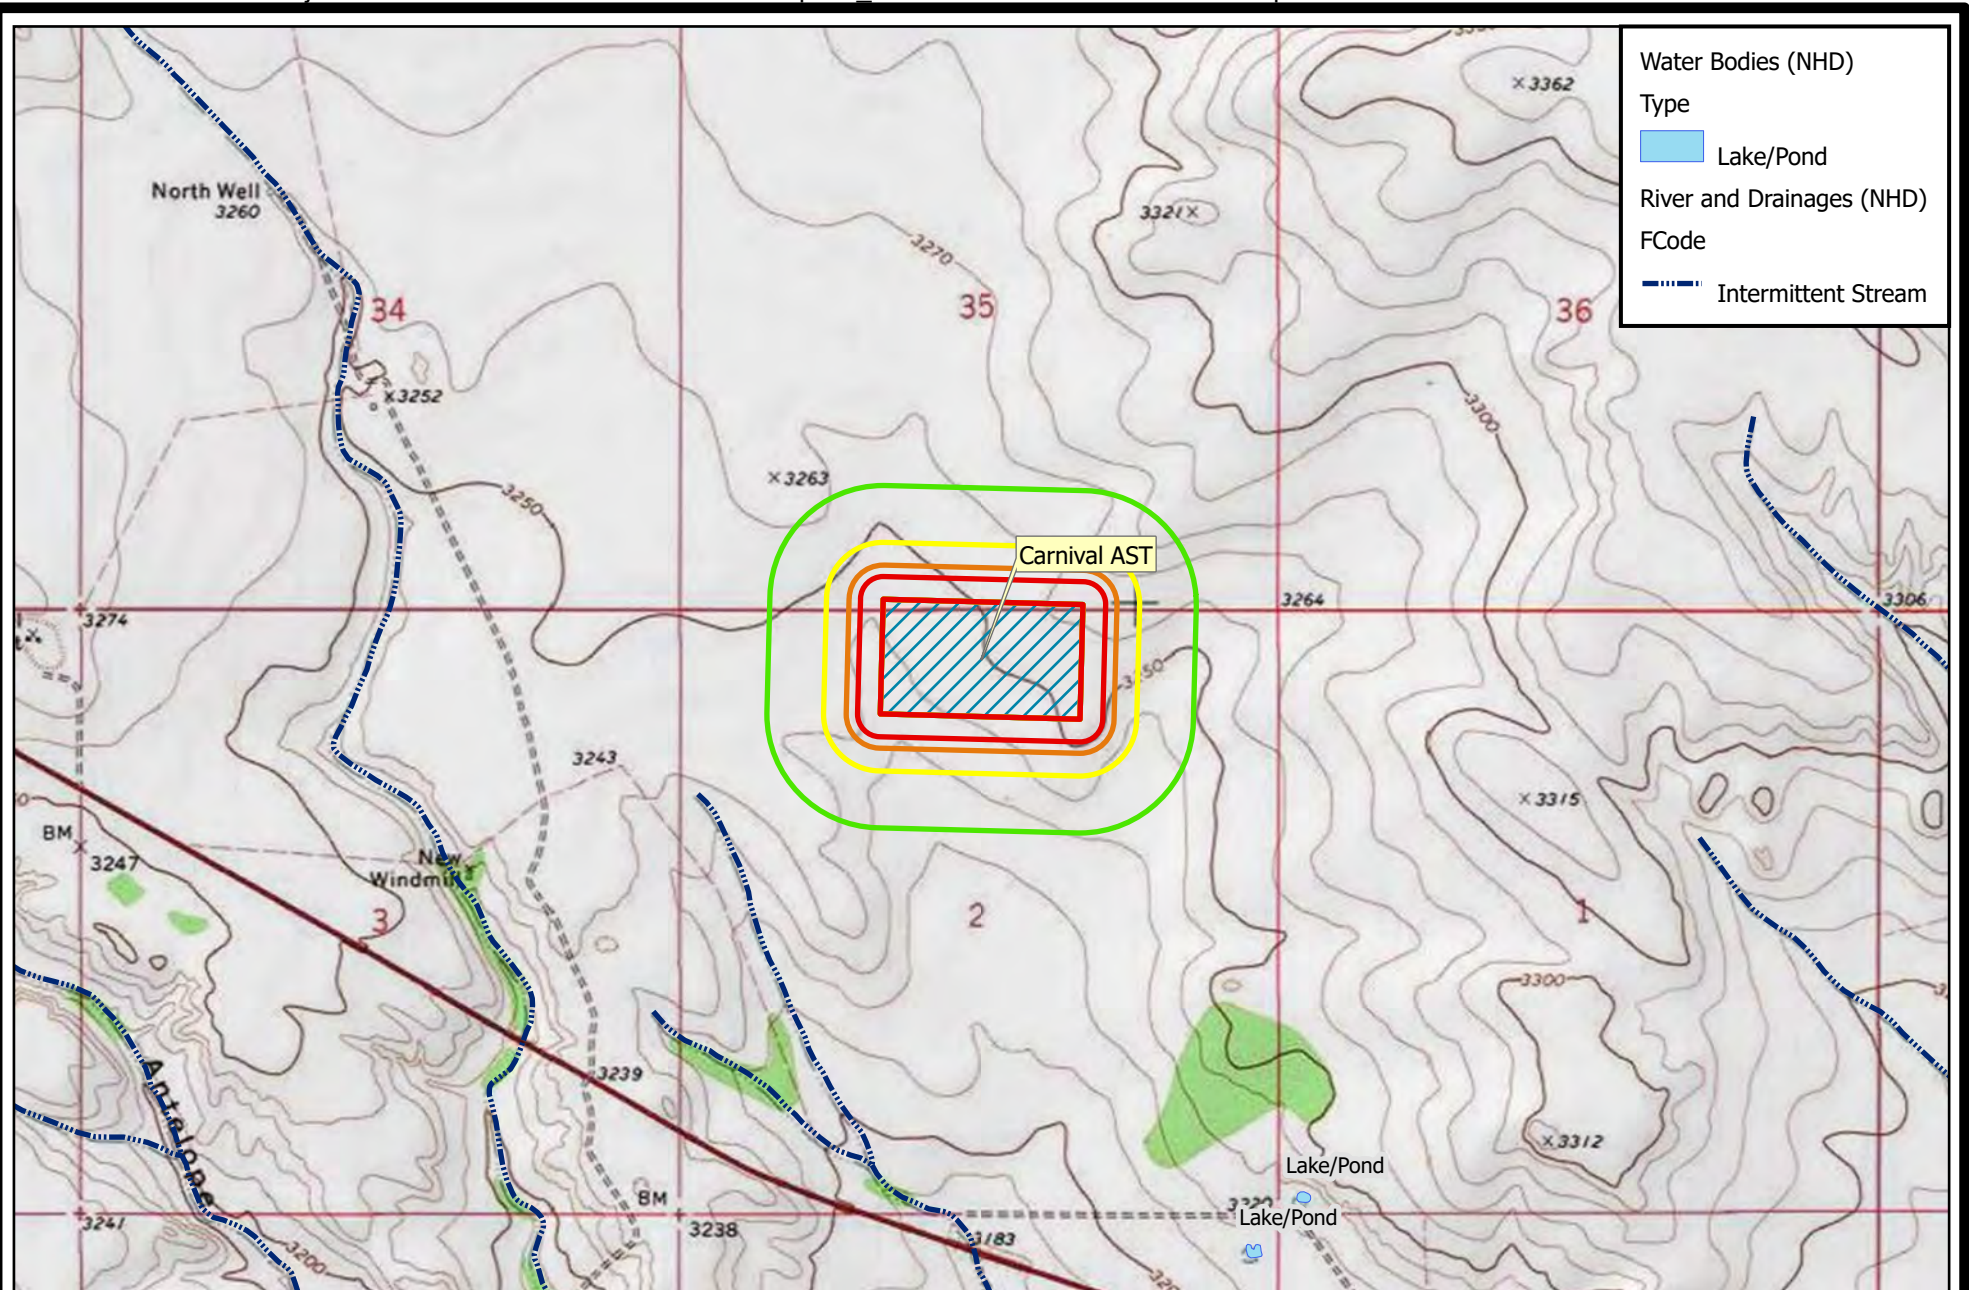 Water Bodies (NHD)
Type
Lake/Pond
River and Drainages (NHD)
FCode
Intermittent Stream
3362
North Well
3260
3321
3270
34
35
36
3252
3300
3263
3250
Carnival AST
3274
3264
3306
3250
3243
3315
BM
3247
New
Windmill
3
2
1
3300
3239
Antelope
3312
Lake/Pond
BM
Lake/Pond
3241
3238
3183
3200